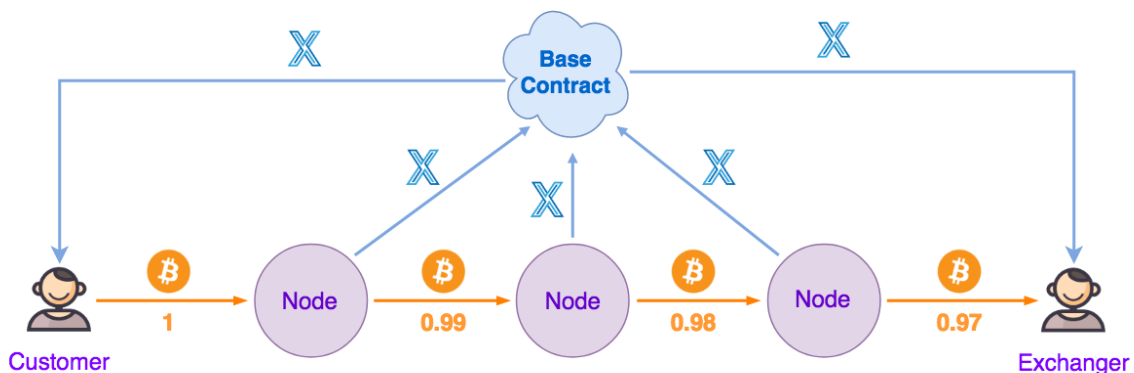 Base
Contract
Node
Node
Node
1
0.99
0.98
0.97
Customer
Exchanger